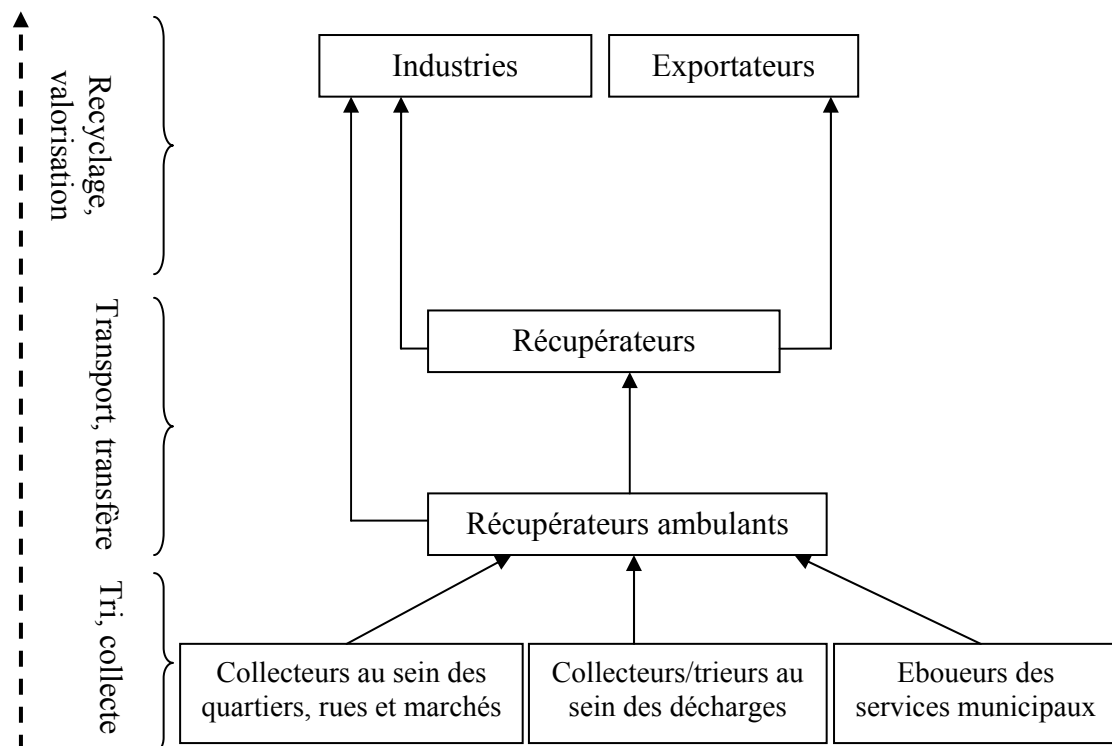 Industries
Exportateurs
Recyclage,
valorisation
Récupérateurs
Transport, transfère
Récupérateurs ambulants
Tri, collecte
Collecteurs au sein des
quartiers, rues et marchés
Collecteurs/trieurs au
sein des décharges
Eboueurs des
services municipaux